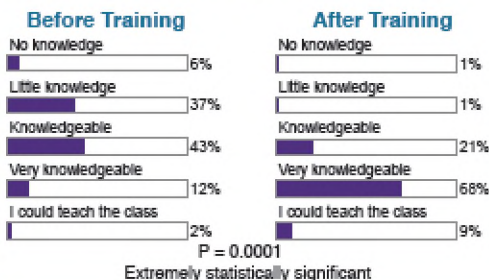 Before Training
No knowledge
6%
Little knowledge
37%
Knowledgeable
43%
Very knowledgeable
12%
I could teach the class
2%
After Training
No knowledge
1%
Little knowledge
1%
Knowledgeable
21%
Very knowledgeable
68%
I could teach the class
9%
P = 0.0001
Extremely statistically significant